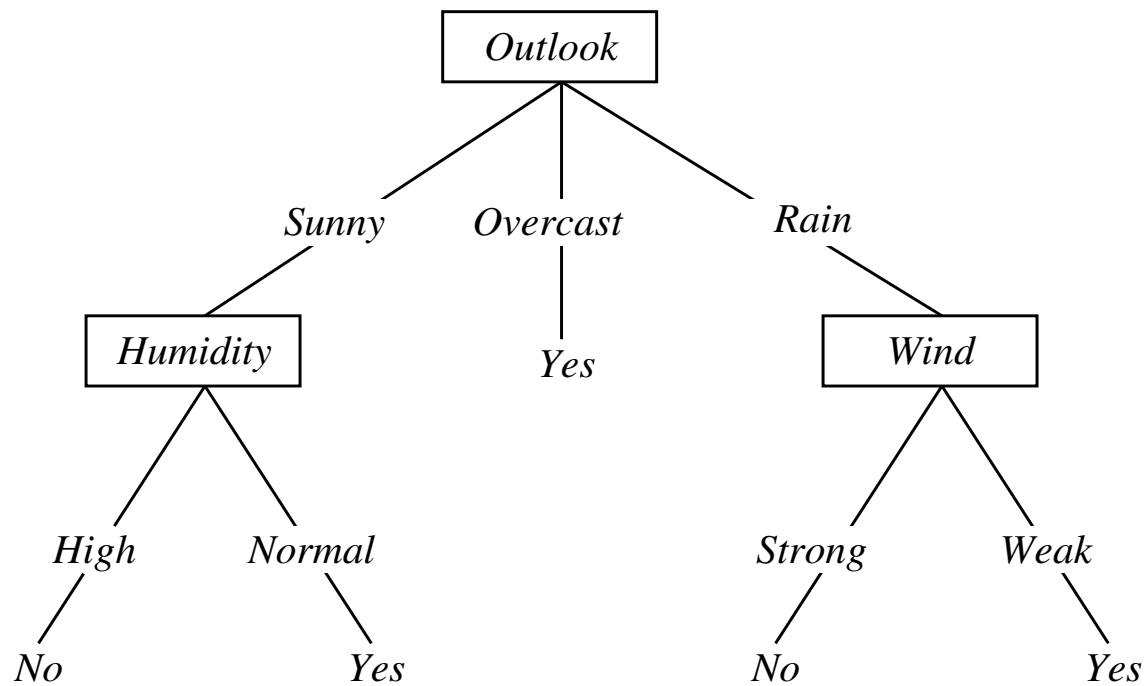 Outlook
Sunny Overcast Rain
Humidity Yes Wind
High Normal Strong Weak
No Yes No Yes